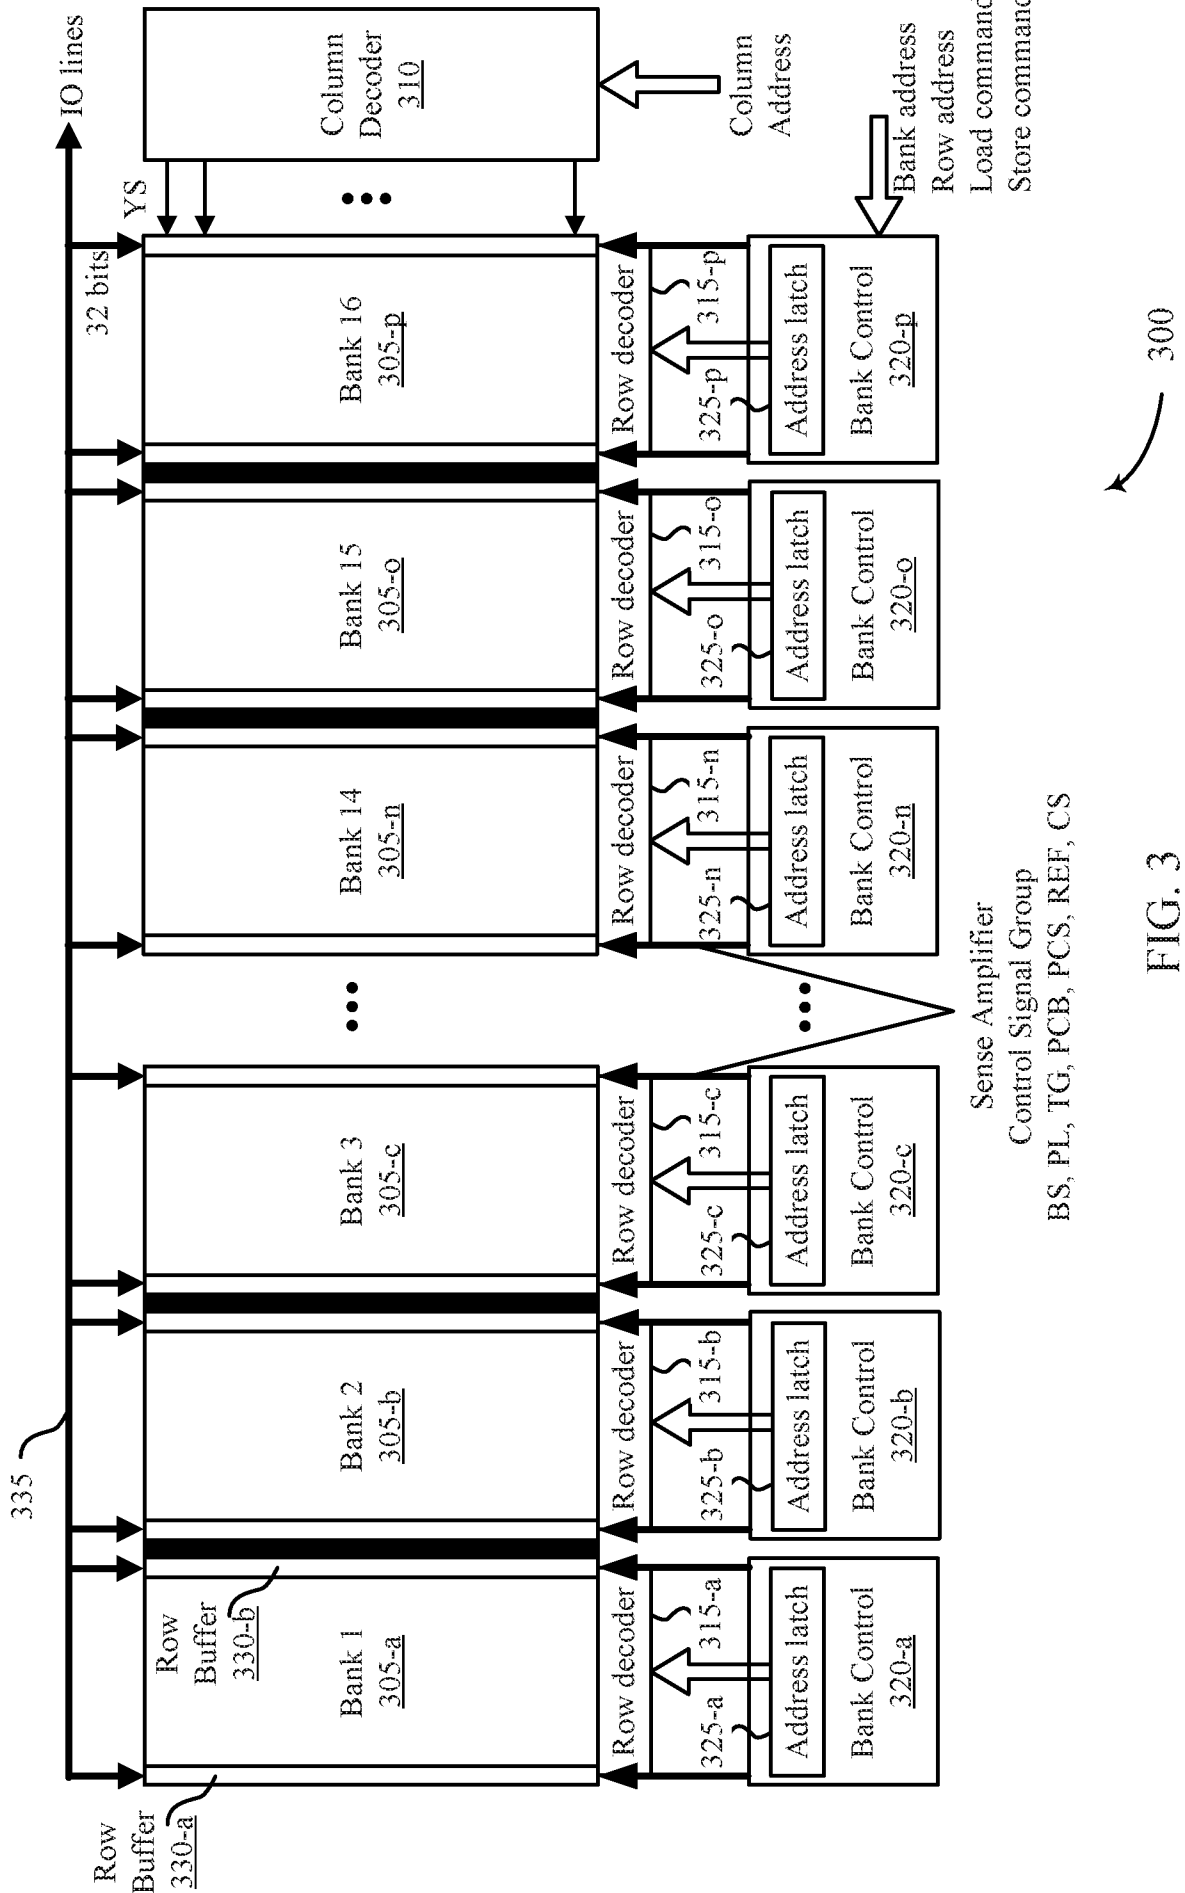 335
IO lines
32 bits
YS
Row
Buffer
330-a
Row
Buffer
330-b
Bank 1
305-a
Bank 2
305-b
Bank 3
305-c
Bank 14
305-n
Bank 15
305-o
Bank 16
305-p
Column
Decoder
310
Column
Address
Row decoder
315-a
325-a
Row decoder
315-b
325-b
Row decoder
315-c
325-c
Row decoder
315-n
325-n
Row decoder
315-o
325-o
Row decoder
315-p
325-p
Address latch
Bank Control
320-a
Address latch
Bank Control
320-b
Address latch
Bank Control
320-c
Address latch
Bank Control
320-n
Address latch
Bank Control
320-o
Address latch
Bank Control
320-p
Bank address
Row address
Load command
Store comman
Sense Amplifier
Control Signal Group
BS, PL, TG, PCB, PCS, REF, CS
300
FIG. 3